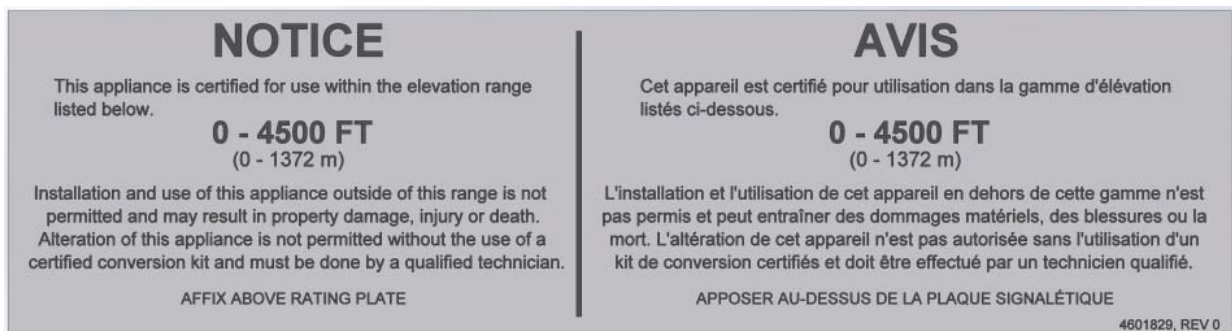 NOTICE
This appliance is certified for use within the elevation range
listed below.
0 - 4500 FT
(0 - 1372 m)
Installation and use of this appliance outside of this range is not
permitted and may result in property damage, injury or death.
Alteration of this appliance is not permitted without the use of a
certified conversion kit and must be done by a qualified technician.
AFFIX ABOVE RATING PLATE
AVIS
Cet appareil est certifié pour utilisation dans la gamme d'élévation
listés ci-dessous.
0 - 4500 FT
(0 - 1372 m)
L'installation et l'utilisation de cet appareil en dehors de cette gamme n'est
pas permis et peut entraîner des dommages matériels, des blessures ou la
mort. L'altération de cet appareil n'est pas autorisée sans l'utilisation d'un
kit de conversion certifiés et doit être effectué par un technicien qualifié.
APPOSER AU-DESSUS DE LA PLAQUE SIGNALÉTIQUE
4601829, REV 0